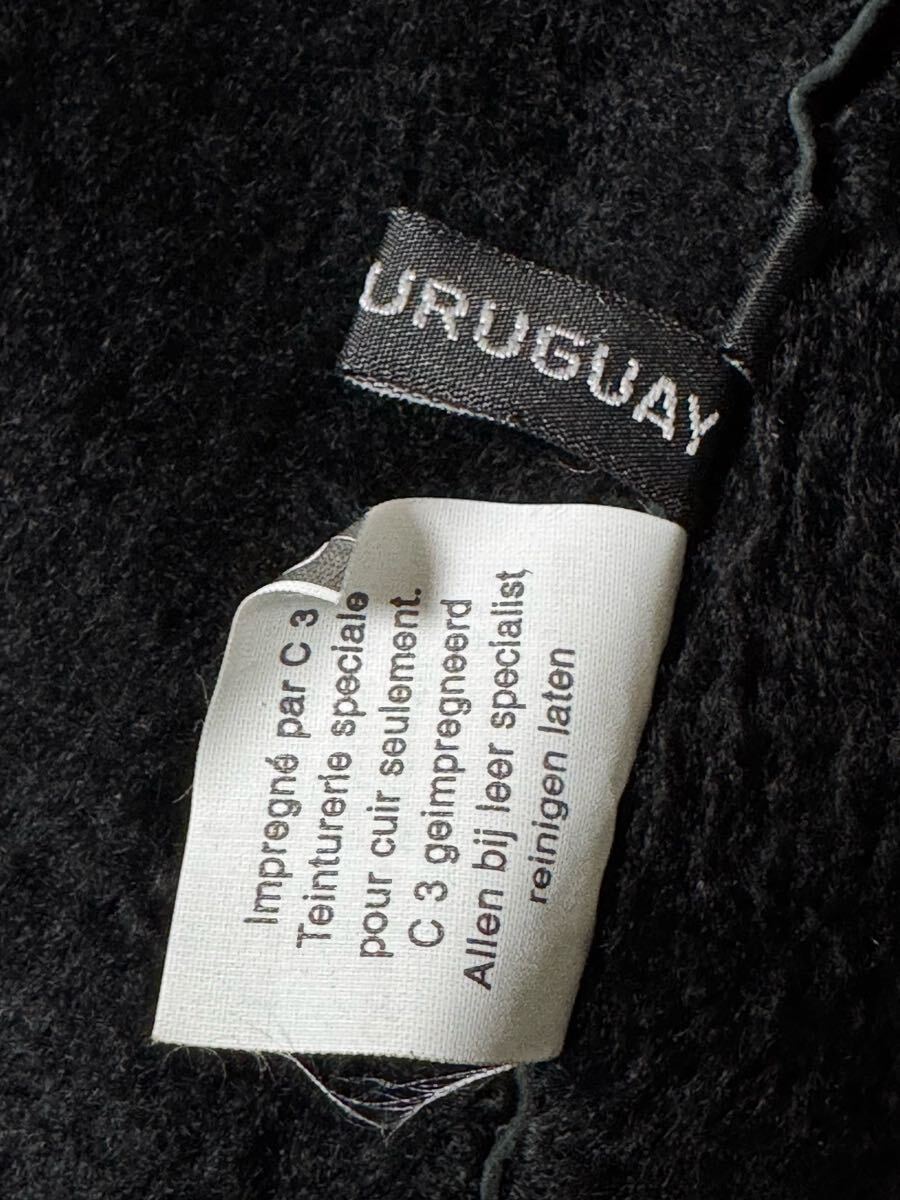 URUGUAY
Impregné par C 3
Teinturerie speciale
pour cuir seulement.
C 3 geimpregneerd
Allen bij leer specialist
reinigen laten